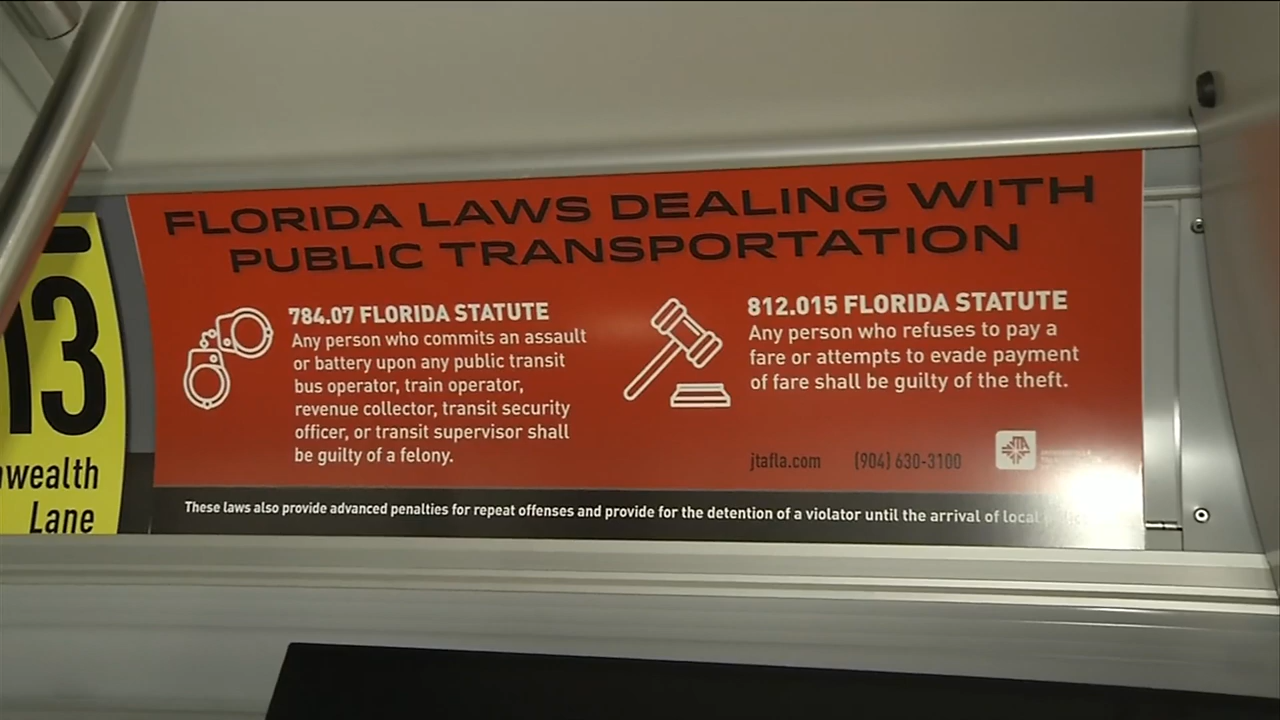 13
wealth
Lane
FLORIDA LAWS DEALING WITH
PUBLIC TRANSPORTATION
784.07 FLORIDA STATUTE
Any person who commits an assault
or battery upon any public transit
bus operator, train operator,
revenue collector, transit security
officer, or transit supervisor shall
be guilty of a felony.
812.015 FLORIDA STATUTE
Any person who refuses to pay a
fare or attempts to evade payment
of fare shall be guilty of the theft.
jtafla.com (904) 630-3100
JTA
These laws also provide advanced penalties for repeat offenses and provide for the detention of a violator until the arrival of local